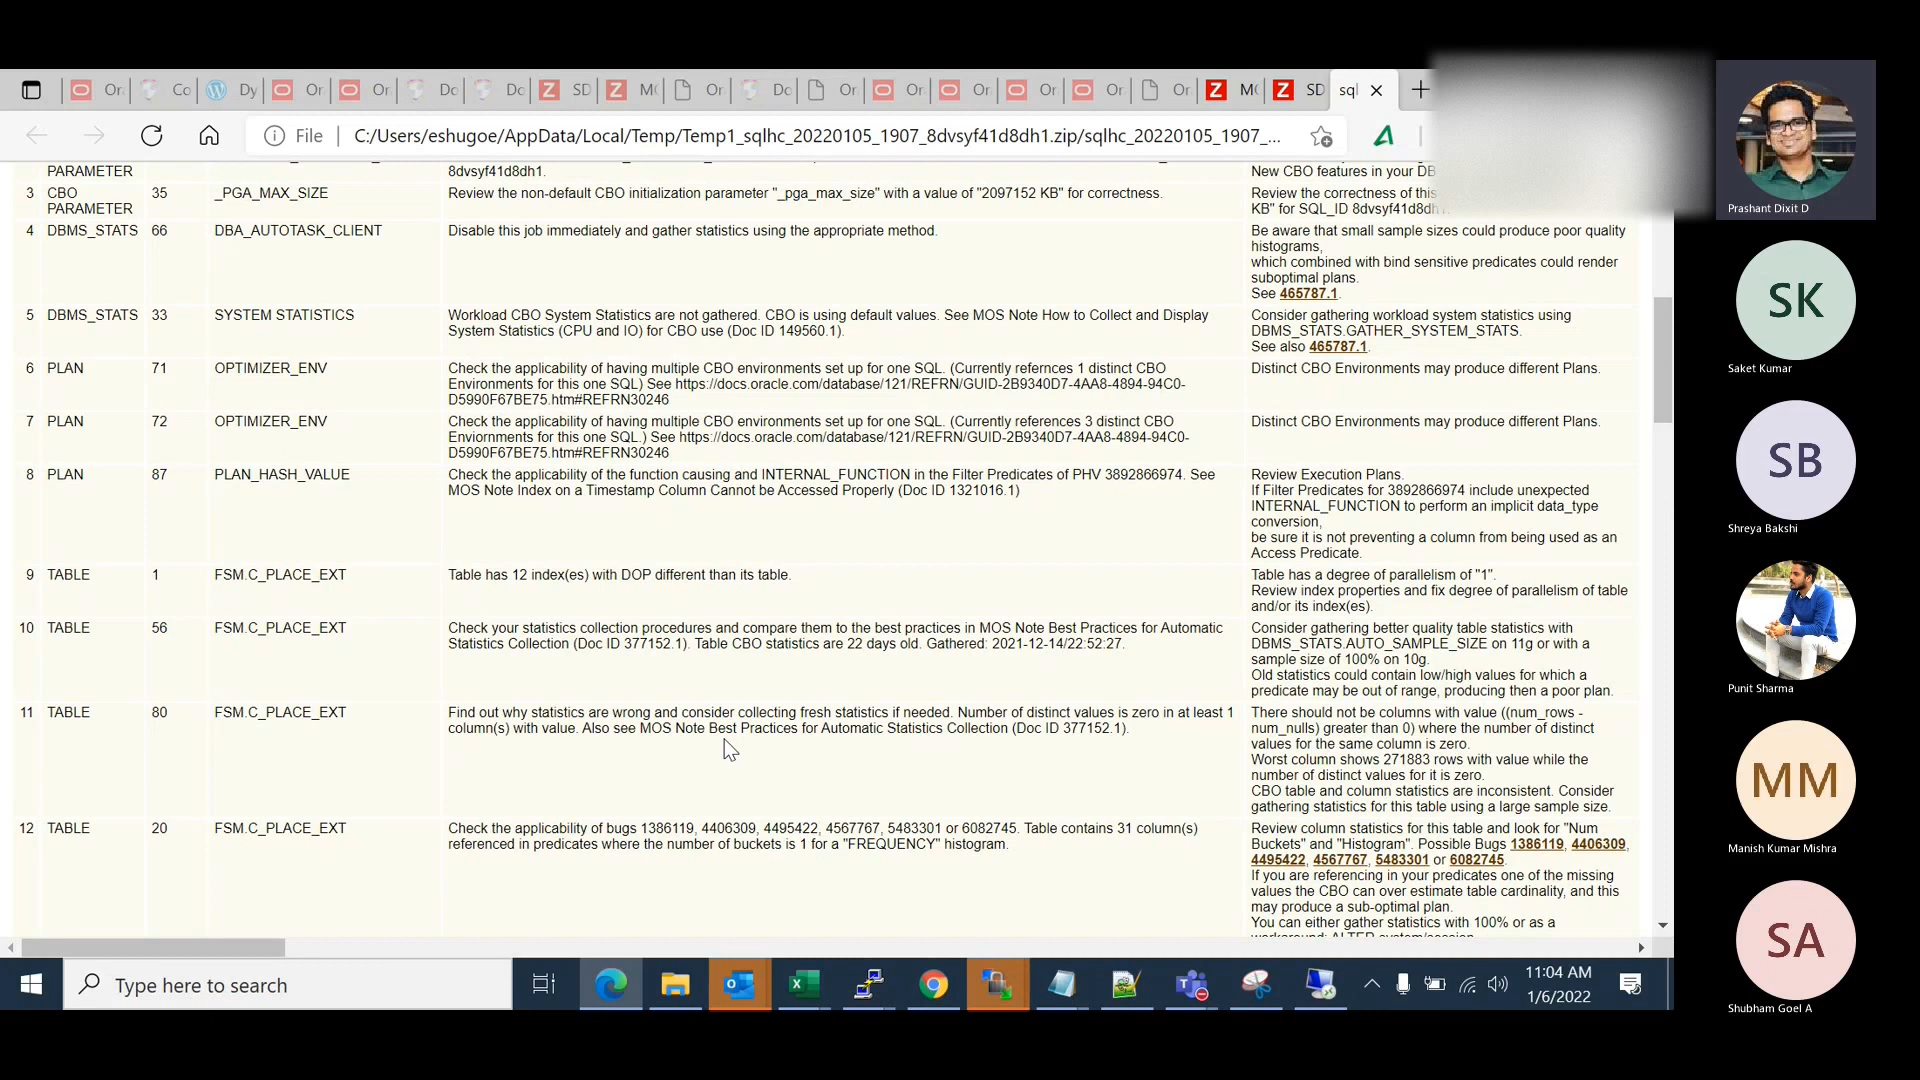 Or
Co
Dy
Or
Or
Do
Do
SD
MC
Or
Do
Or
Or
Or
Or
Or
Or
MC
SD
sql
File
C:/Users/eshugoe/AppData/Local/Temp/Temp1_sqlhc_20220105_1907_8dvsyf41d8dh1.zip/sqlhc_20220105_1907_...
PARAMETER
8dvsyf41d8dh1.
New CBO features in your DB
3 CBO PARAMETER 35 _PGA_MAX_SIZE
Review the non-default CBO initialization parameter "_pga_max_size" with a value of "2097152 KB" for correctness.
Review the correctness of this
KB" for SQL_ID 8dvsyf41d8dh1.
4 DBMS_STATS 66 DBA_AUTOTASK_CLIENT
Disable this job immediately and gather statistics using the appropriate method.
Be aware that small sample sizes could produce poor quality
histograms,
which combined with bind sensitive predicates could render
suboptimal plans.
See 465787.1.
5 DBMS_STATS 33 SYSTEM STATISTICS
Workload CBO System Statistics are not gathered. CBO is using default values. See MOS Note How to Collect and Display
System Statistics (CPU and IO) for CBO use (Doc ID 149560.1).
Consider gathering workload system statistics using
DBMS_STATS.GATHER_SYSTEM_STATS.
See also 465787.1.
6 PLAN 71 OPTIMIZER_ENV
Check the applicability of having multiple CBO environments set up for one SQL. (Currently refernces 1 distinct CBO
Environments for this one SQL) See https://docs.oracle.com/database/121/REFRN/GUID-2B9340D7-4AA8-4894-94C0-
D5990F67BE75.htm#REFRN30246
Distinct CBO Environments may produce different Plans.
7 PLAN 72 OPTIMIZER_ENV
Check the applicability of having multiple CBO environments set up for one SQL. (Currently references 3 distinct CBO
Enviornments for this one SQL.) See https://docs.oracle.com/database/121/REFRN/GUID-2B9340D7-4AA8-4894-94C0-
D5990F67BE75.htm#REFRN30246
Distinct CBO Environments may produce different Plans.
8 PLAN 87 PLAN_HASH_VALUE
Check the applicability of the function causing and INTERNAL_FUNCTION in the Filter Predicates of PHV 3892866974. See
MOS Note Index on a Timestamp Column Cannot be Accessed Properly (Doc ID 1321016.1)
Review Execution Plans.
If Filter Predicates for 3892866974 include unexpected
INTERNAL_FUNCTION to perform an implicit data_type
conversion,
be sure it is not preventing a column from being used as an
Access Predicate.
9 TABLE 1 FSM.C_PLACE_EXT
Table has 12 index(es) with DOP different than its table.
Table has a degree of parallelism of "1".
Review index properties and fix degree of parallelism of table
and/or its index(es).
10 TABLE 56 FSM.C_PLACE_EXT
Check your statistics collection procedures and compare them to the best practices in MOS Note Best Practices for Automatic
Statistics Collection (Doc ID 377152.1). Table CBO statistics are 22 days old. Gathered: 2021-12-14/22:52:27.
Consider gathering better quality table statistics with
DBMS_STATS.AUTO_SAMPLE_SIZE on 11g or with a
sample size of 100% on 10g.
Old statistics could contain low/high values for which a
predicate may be out of range, producing then a poor plan.
11 TABLE 80 FSM.C_PLACE_EXT
Find out why statistics are wrong and consider collecting fresh statistics if needed. Number of distinct values is zero in at least 1
column(s) with value. Also see MOS Note Best Practices for Automatic Statistics Collection (Doc ID 377152.1).
There should not be columns with value ((num_rows -
num_nulls) greater than 0) where the number of distinct
values for the same column is zero.
Worst column shows 271883 rows with value while the
number of distinct values for it is zero.
CBO table and column statistics are inconsistent. Consider
gathering statistics for this table using a large sample size.
12 TABLE 20 FSM.C_PLACE_EXT
Check the applicability of bugs 1386119, 4406309, 4495422, 4567767, 5483301 or 6082745. Table contains 31 column(s)
referenced in predicates where the number of buckets is 1 for a "FREQUENCY" histogram.
Review column statistics for this table and look for "Num
Buckets" and "Histogram". Possible Bugs 1386119, 4406309,
4495422, 4567767, 5483301 or 6082745.
If you are referencing in your predicates one of the missing
values the CBO can over estimate table cardinality, and this
may produce a sub-optimal plan.
You can either gather statistics with 100% or as a
workaround: ALTER system/session
Type here to search
11:04 AM
1/6/2022
Prashant Dixit D
SK
Saket Kumar
SB
Shreya Bakshi
Punit Sharma
MM
Manish Kumar Mishra
SA
Shubham Goel A